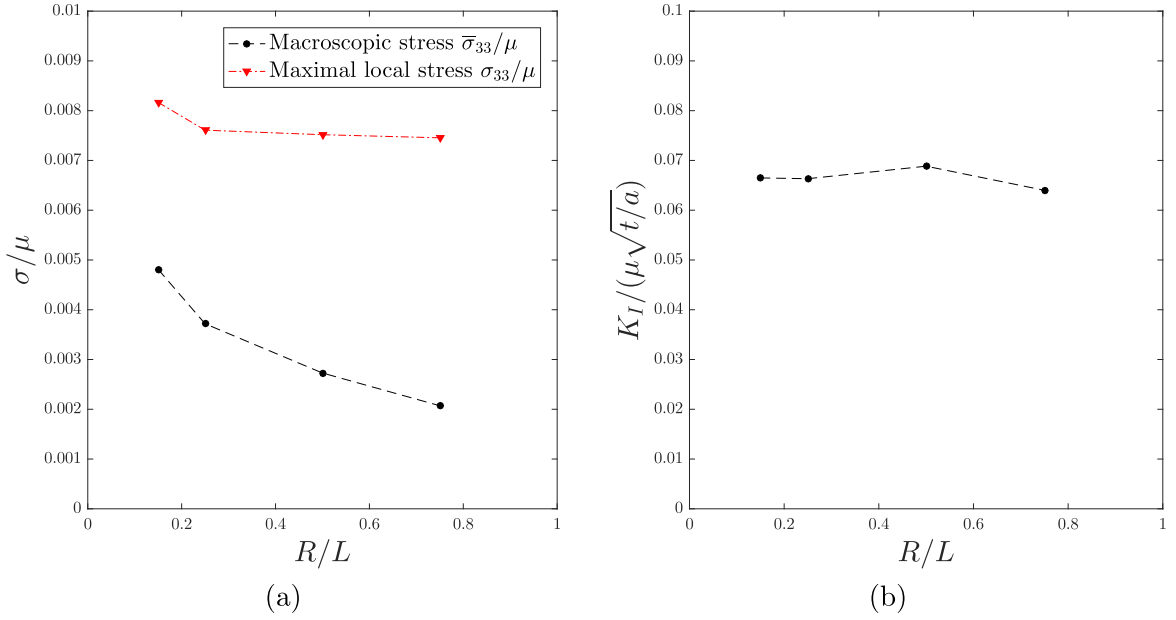 0.01
0.009
0.008
0.007
0.006
0.005
0.004
0.003
0.002
0.001
0
σ/μ
Macroscopic stress σ̅₃₃/μ
Maximal local stress σ₃₃/μ
0 0.2 0.4 0.6 0.8 1
R/L
(a)
0.1
0.09
0.08
0.07
0.06
0.05
0.04
0.03
0.02
0.01
0
K_I/(μ√(t/a))
0 0.2 0.4 0.6 0.8 1
R/L
(b)